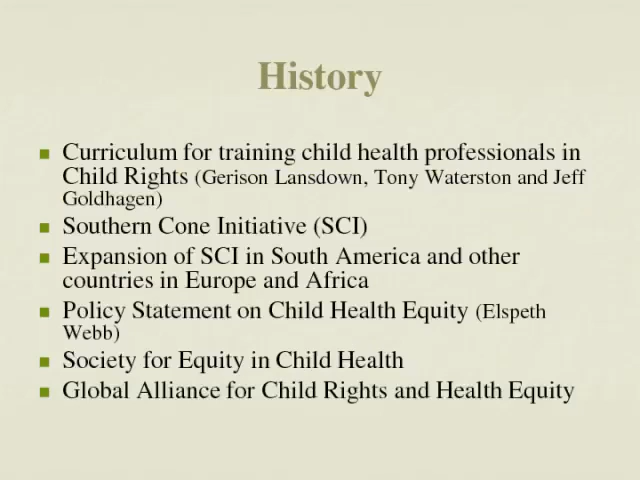 History
Curriculum for training child health professionals in
Child Rights (Gerison Lansdown, Tony Waterston and Jeff
Goldhagen)
Southern Cone Initiative (SCI)
Expansion of SCI in South America and other
countries in Europe and Africa
Policy Statement on Child Health Equity (Elspeth
Webb)
Society for Equity in Child Health
Global Alliance for Child Rights and Health Equity